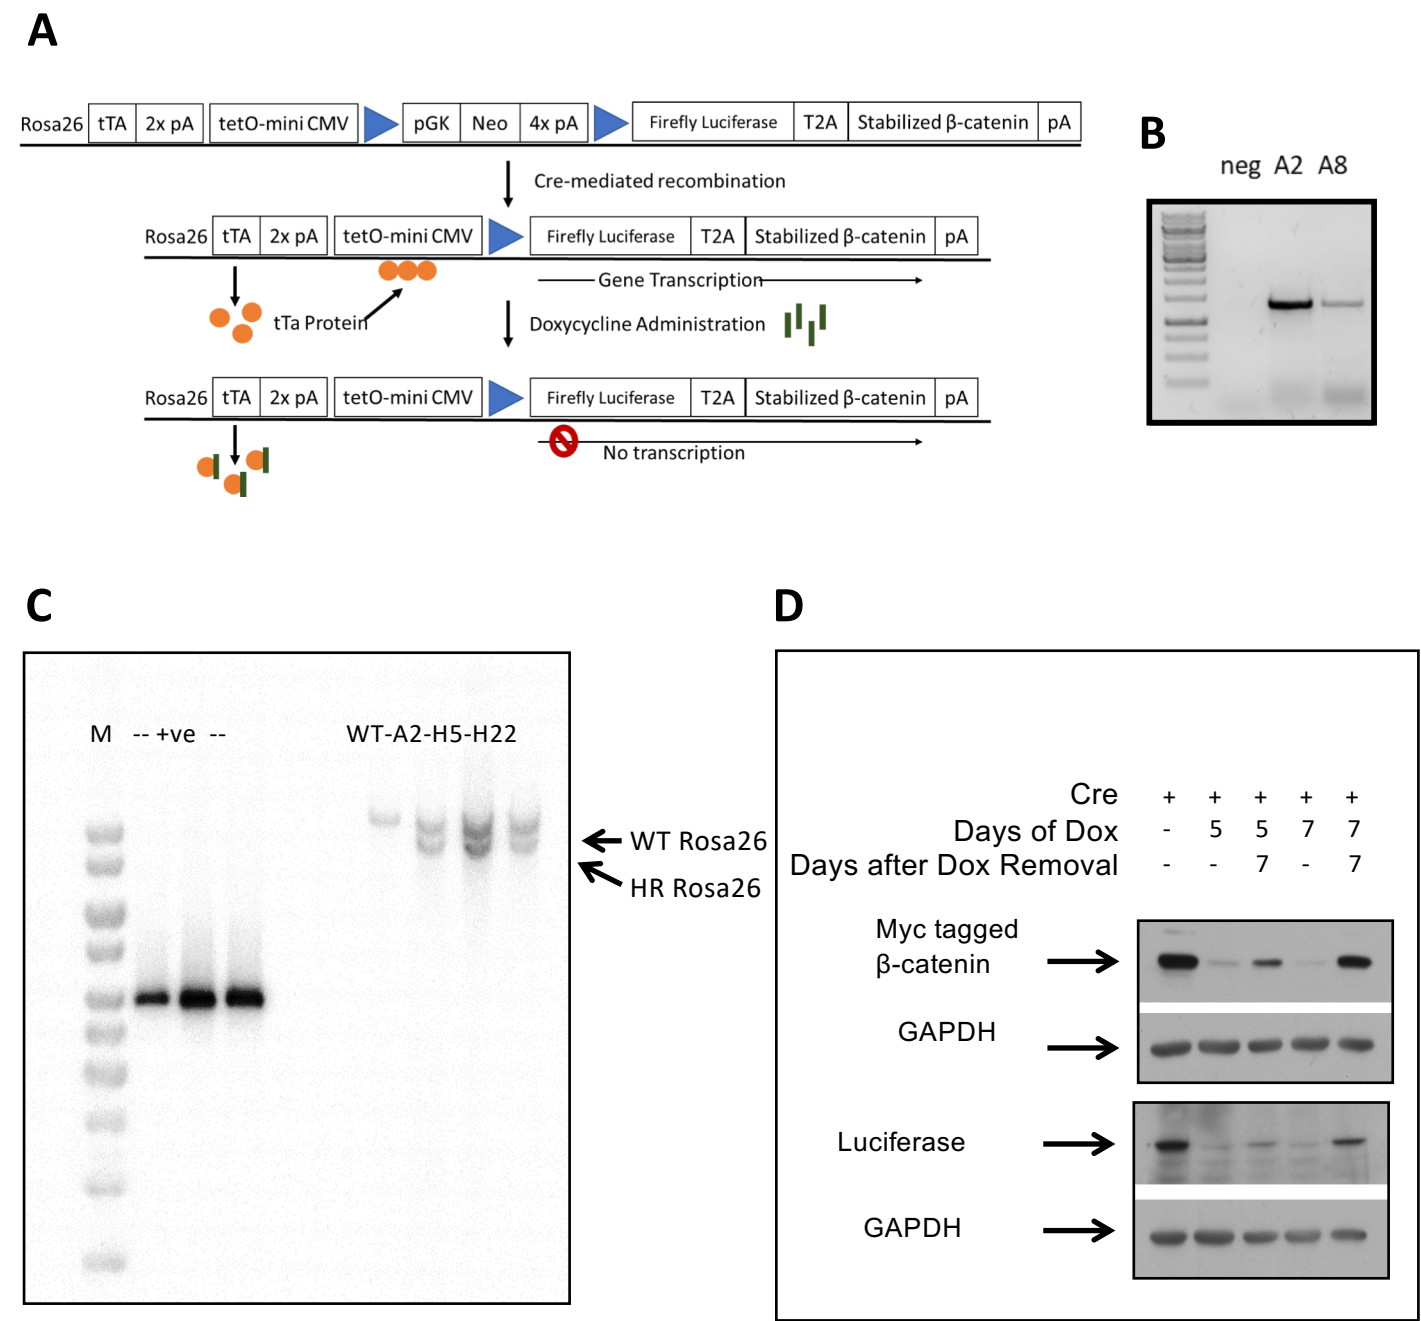 A
Rosa26 tTA 2x pA tetO-mini CMV pGK Neo 4x pA Firefly Luciferase T2A Stabilized β-catenin pA
Cre-mediated recombination
Rosa26 tTA 2x pA tetO-mini CMV Firefly Luciferase T2A Stabilized β-catenin pA
Gene Transcription
tTa Protein
Doxycycline Administration
Rosa26 tTA 2x pA tetO-mini CMV Firefly Luciferase T2A Stabilized β-catenin pA
No transcription
B
neg A2 A8
C
M -- +ve -- WT-A2-H5-H22
WT Rosa26
HR Rosa26
D
Cre + + + + +
Days of Dox - 5 5 7 7
Days after Dox Removal - - 7 - 7
Myc tagged
β-catenin
GAPDH
Luciferase
GAPDH